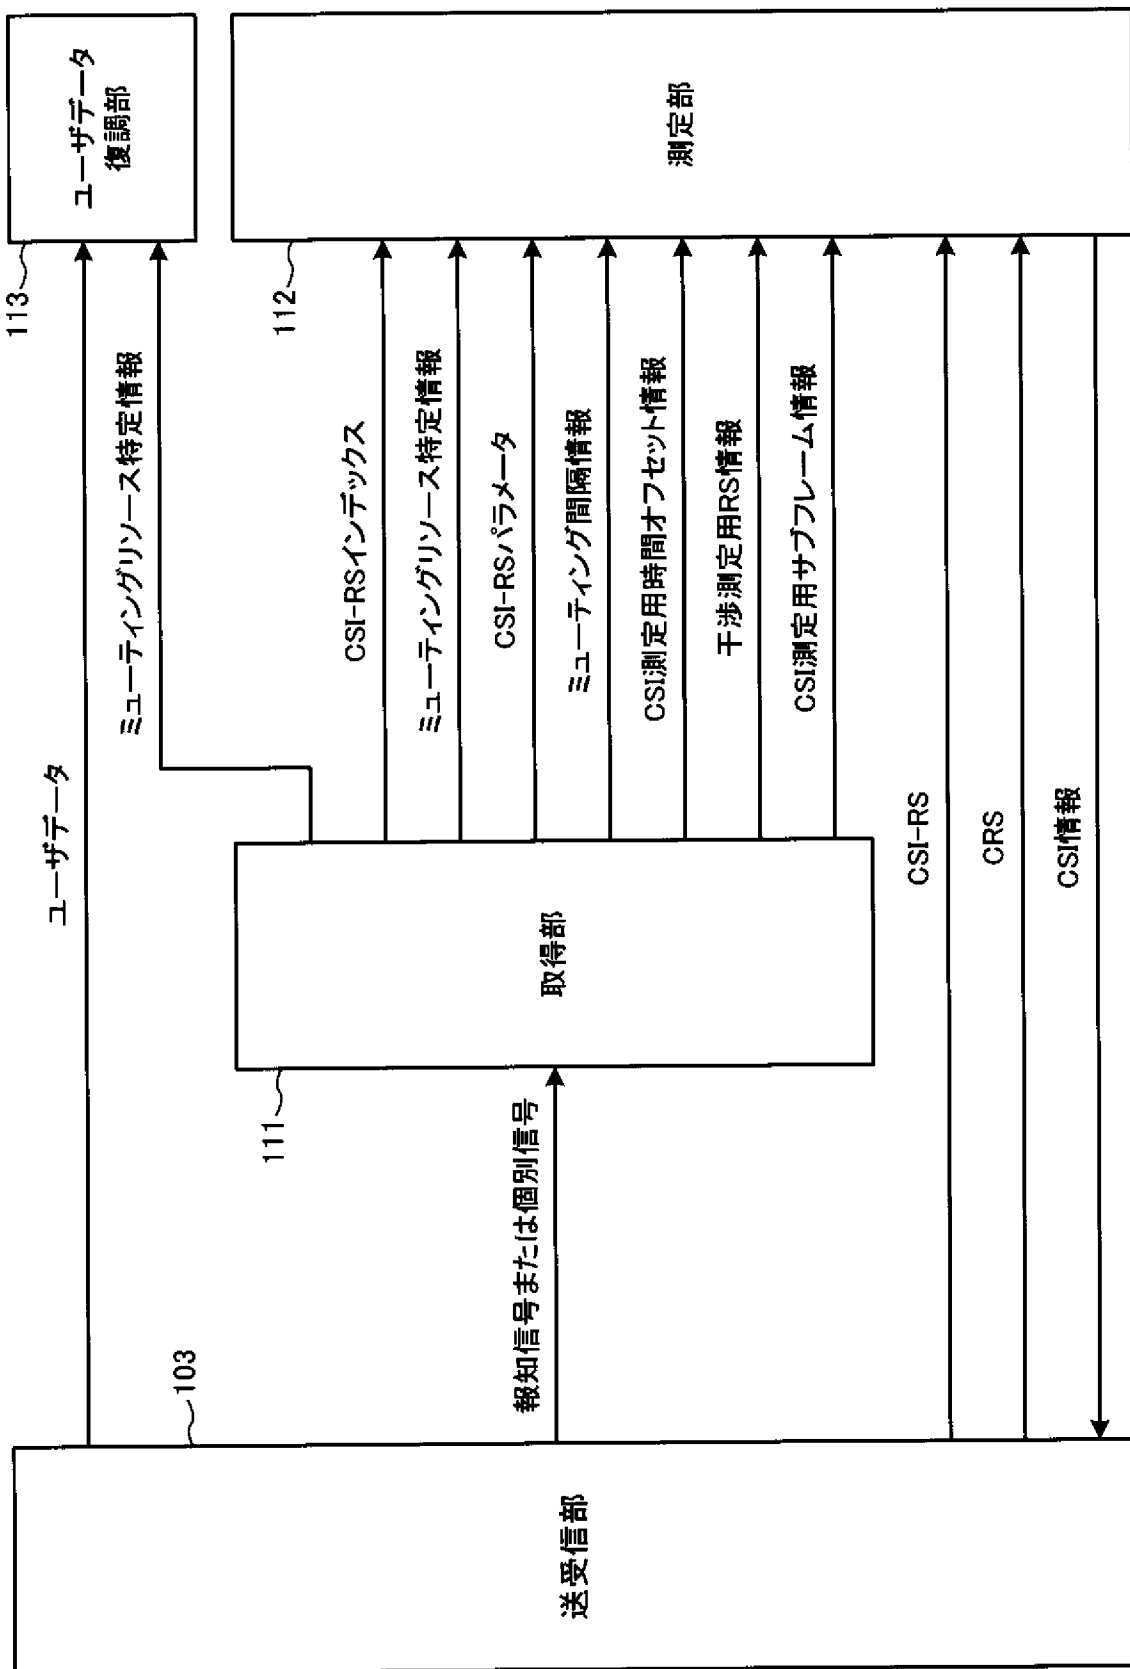 ユーザデータ
復調部
113
ユーザデータ
ミューティングリソース特定情報
測定部
112
CSI-RSインデックス
ミューティングリソース特定情報
CSI-RSパラメータ
ミューティング間隔情報
CSI測定用時間オフセット情報
干渉測定用RS情報
CSI測定用サブフレーム情報
取得部
111
報知信号または個別信号
CSI-RS
CRS
CSI情報
103
送受信部